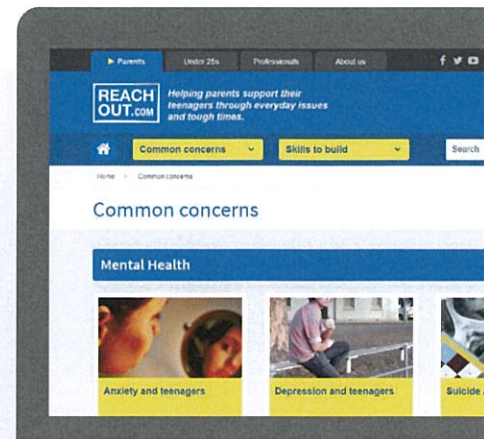 Parents Under 25s Professionals About us
REACH
OUT.COM
Helping parents support their
teenagers through everyday issues
and tough times.
Common concerns Skills to build Search
Home > Common concerns
Common concerns
Mental Health
Anxiety and teenagers Depression and teenagers Suicide